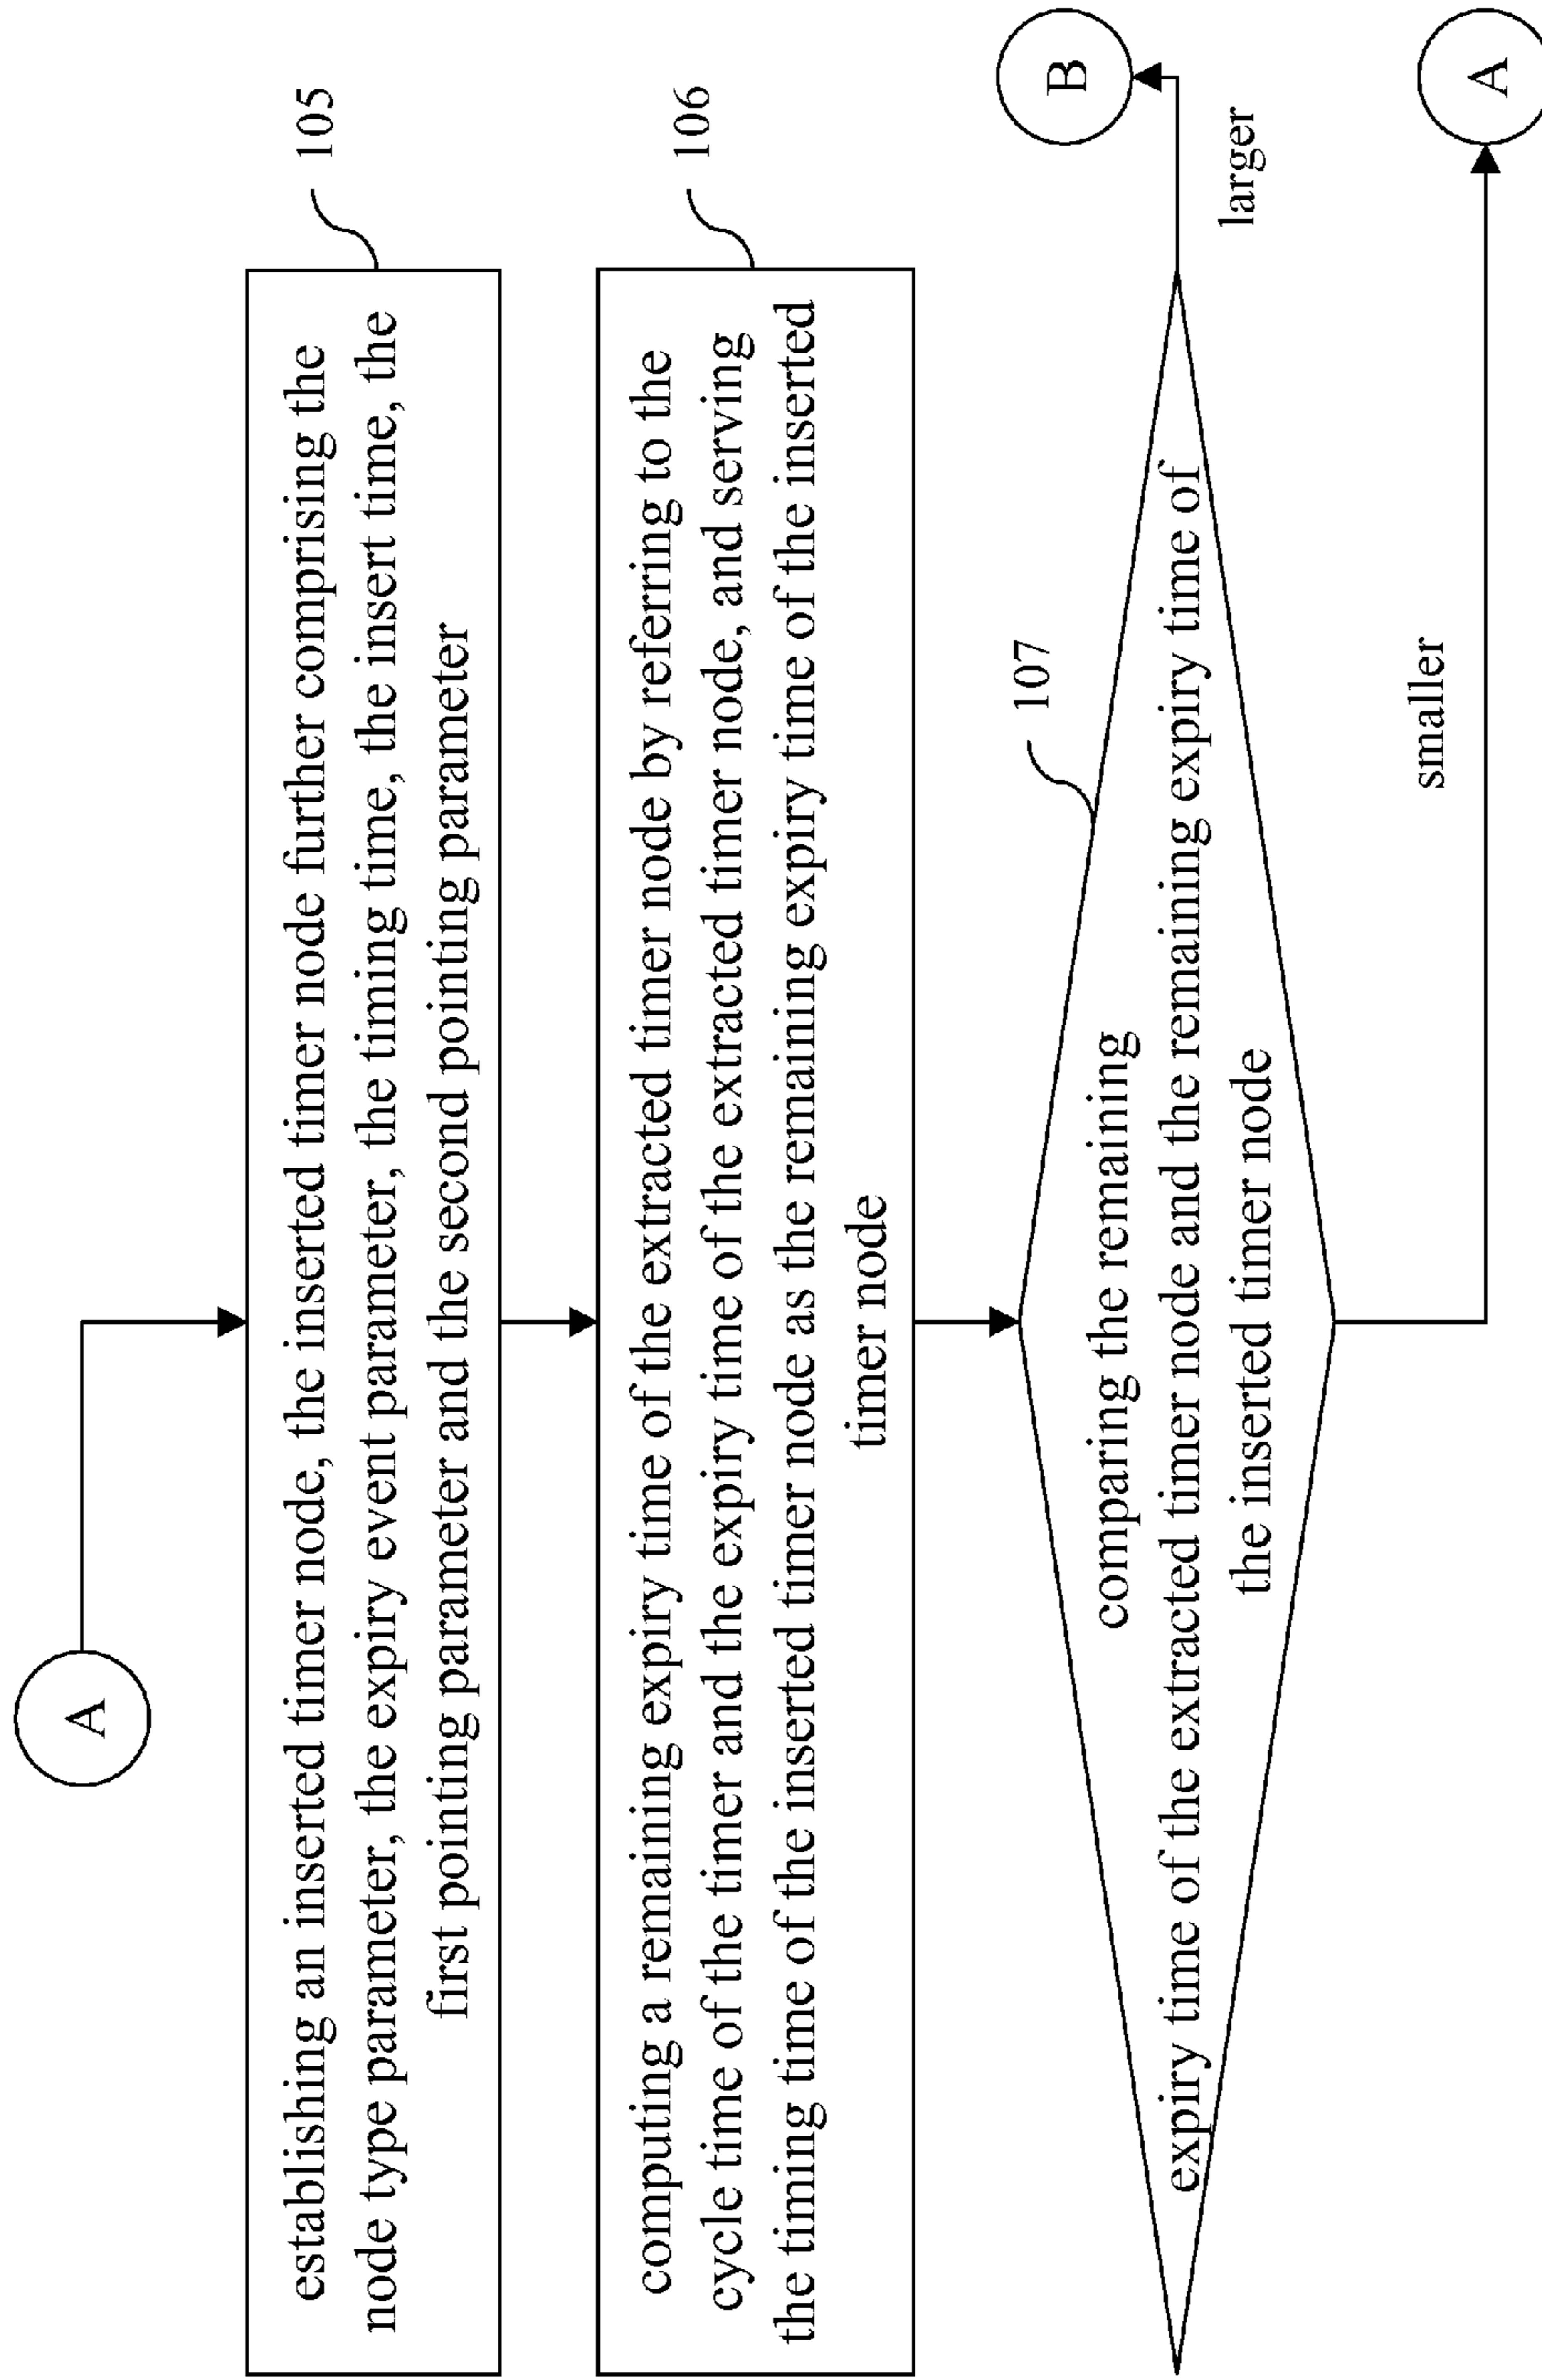 A
establishing an inserted timer node, the inserted timer node further comprising the
node type parameter, the expiry event parameter, the timing time, the insert time, the
first pointing parameter and the second pointing parameter
105
computing a remaining expiry time of the extracted timer node by referring to the
cycle time of the timer and the expiry time of the extracted timer node, and serving
the timing time of the inserted timer node as the remaining expiry time of the inserted
timer node
106
107
comparing the remaining
expiry time of the extracted timer node and the remaining expiry time of
the inserted timer node
B
larger
smaller
A